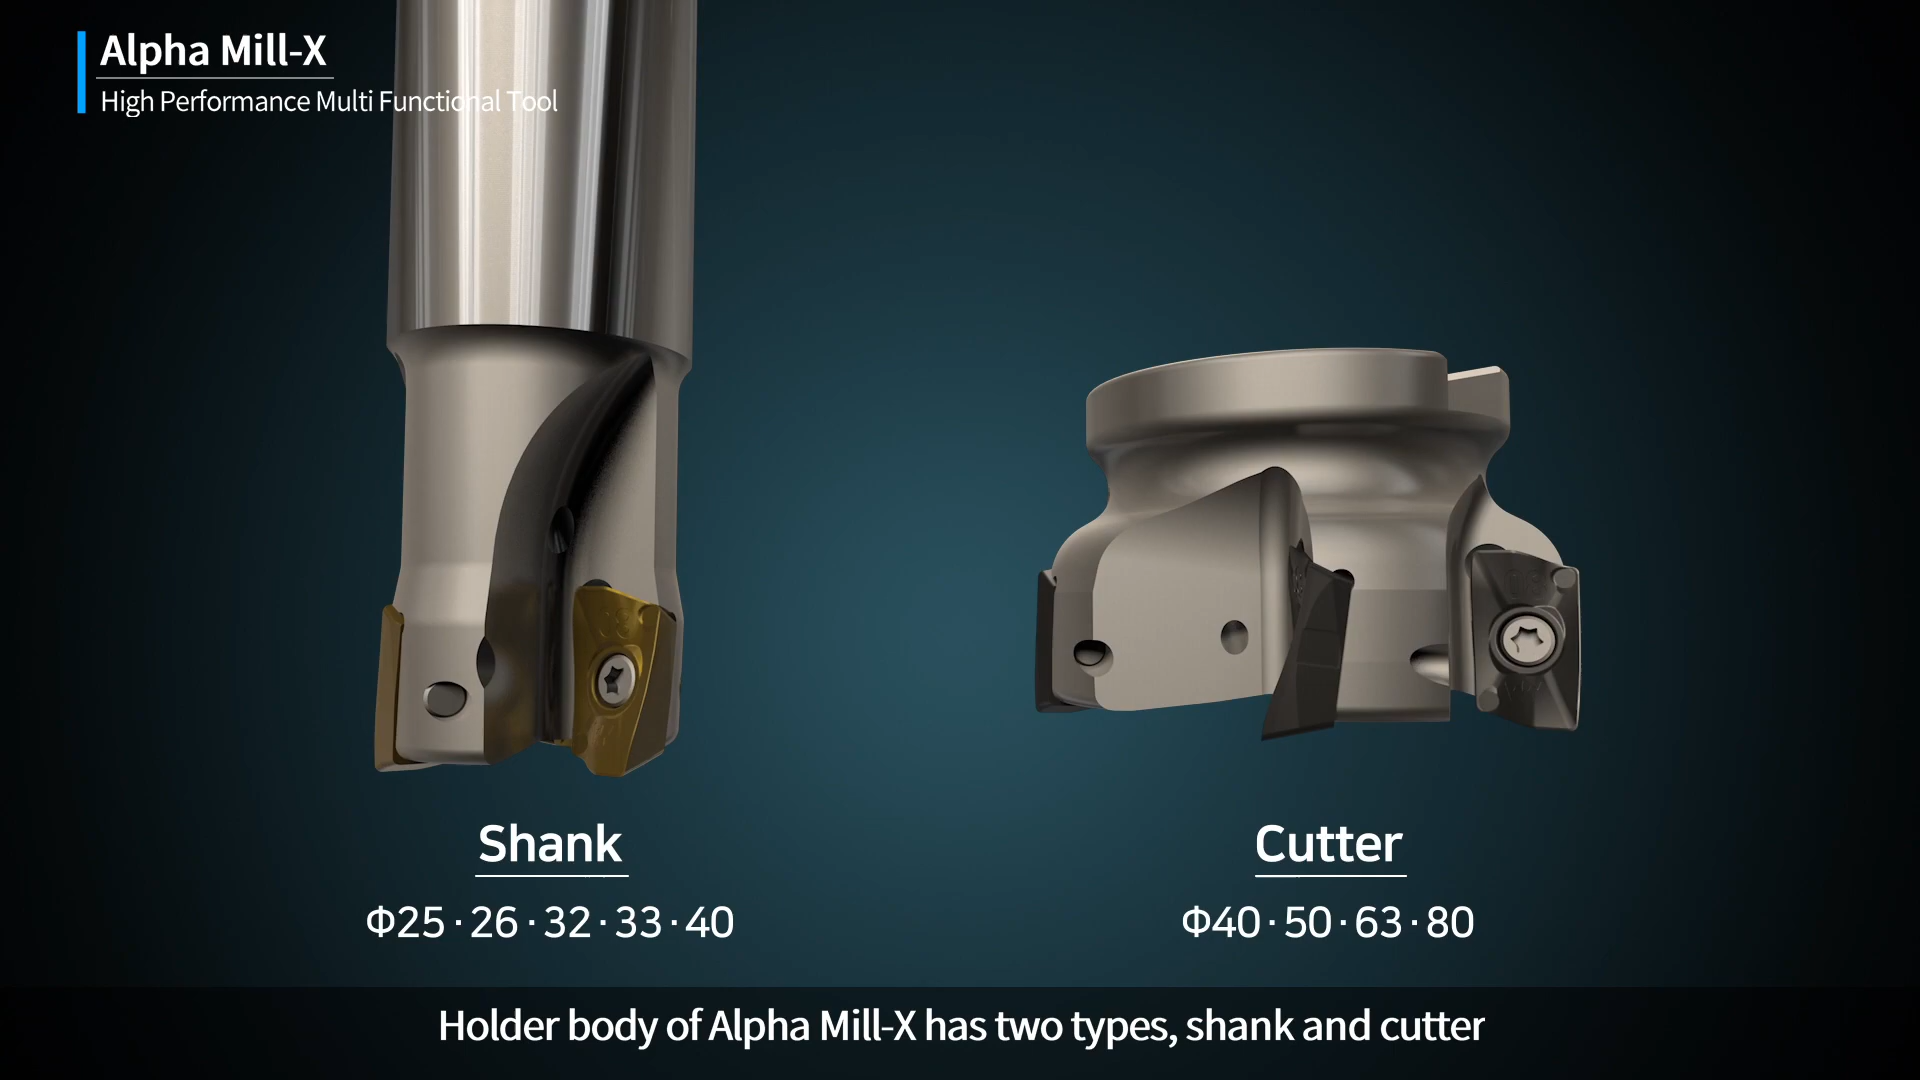 Alpha Mill-X
High Performance Multi Functional Tool
Shank
Φ25·26·32·33·40
Cutter
Φ40·50·63·80
Holder body of Alpha Mill-X has two types, shank and cutter